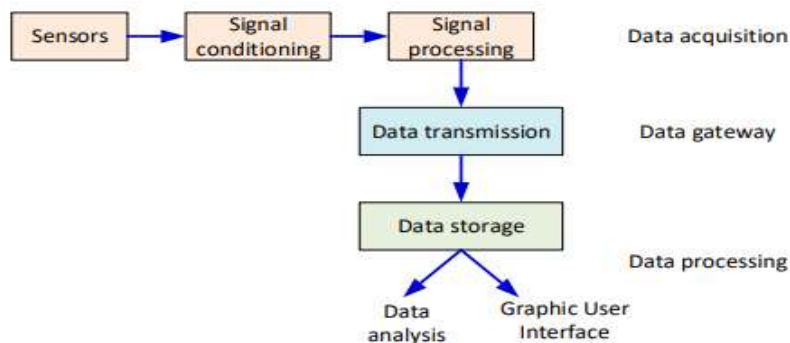 Sensors
Signal
conditioning
Signal
processing
Data acquisition
Data transmission
Data gateway
Data storage
Data processing
Data
analysis
Graphic User
Interface